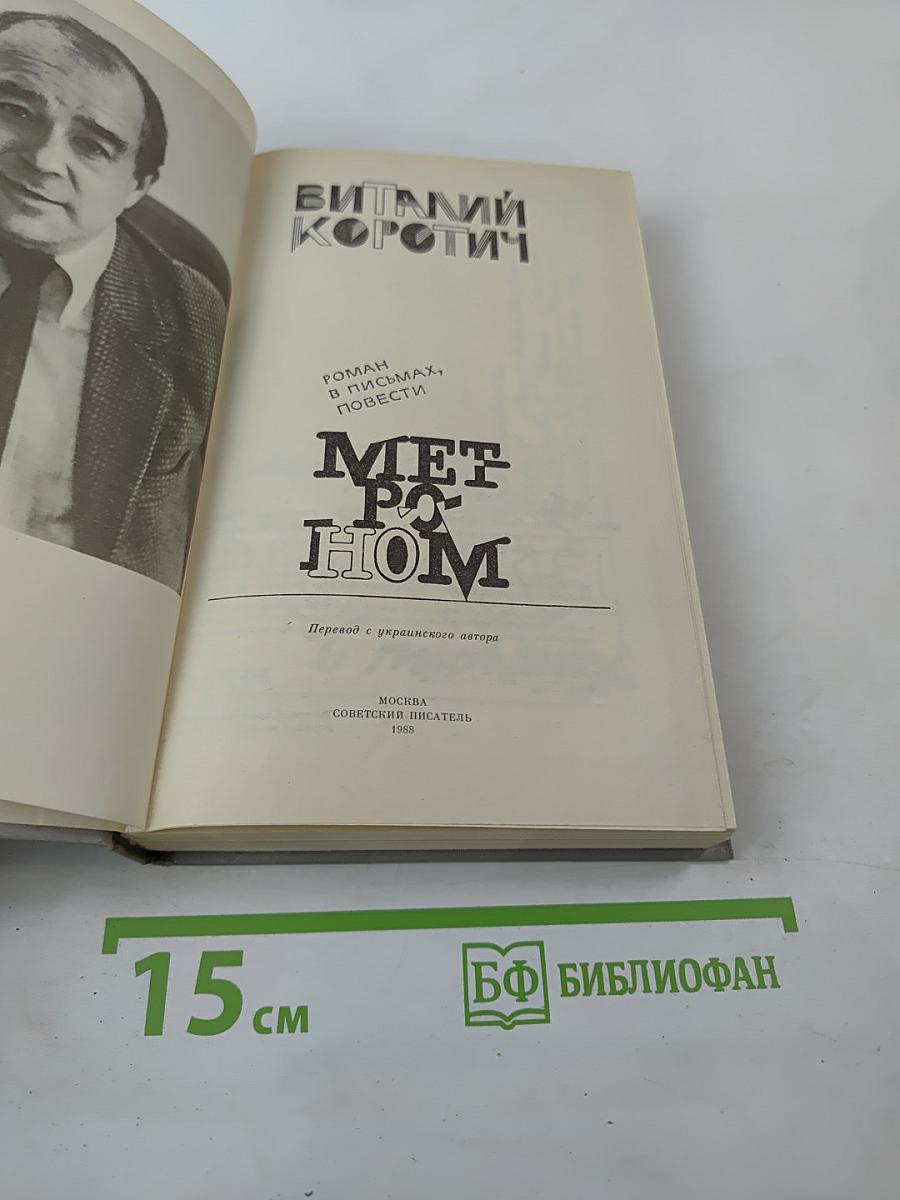 ВИТАЛИЙ
КОРОТИЧ
РОМАН
В ПИСЬМАХ,
ПОВЕСТИ
МЕТ-
РО-
НОМ
Перевод с украинского автора
МОСКВА
СОВЕТСКИЙ ПИСАТЕЛЬ
1988
15 см
БФ БИБЛИОФАН